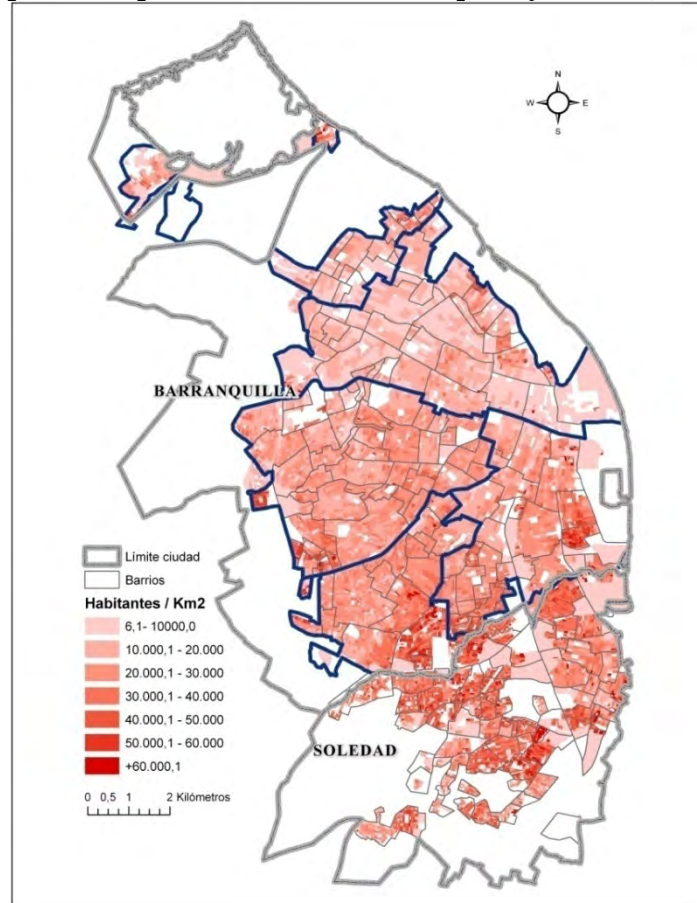 N
W E
S
BARRANQUILLA
Límite ciudad
Barrios
Habitantes / Km2
6,1- 10000,0
10.000,1 - 20.000
20.000,1 - 30.000
30.000,1 - 40.000
40.000,1 - 50.000
50.000,1 - 60.000
+60.000,1
SOLEDAD
0 0,5 1 2 Kilómetros